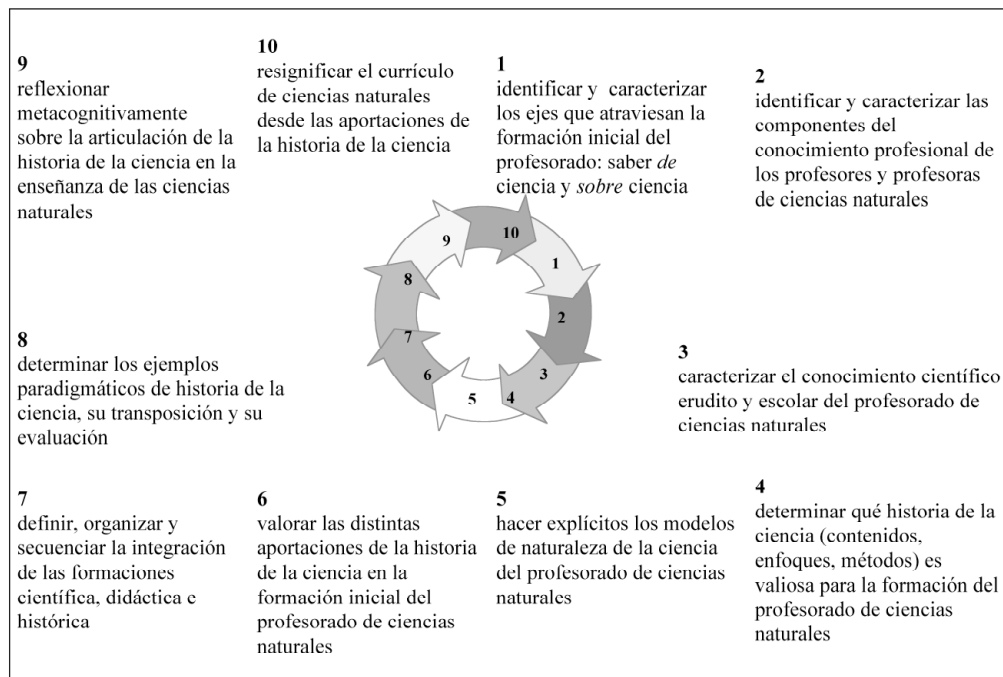 1
identificar y caracterizar
los ejes que atraviesan la
formación inicial del
profesorado: saber de
ciencia y sobre ciencia
2
identificar y caracterizar las
componentes del
conocimiento profesional de
los profesores y profesoras
de ciencias naturales
3
caracterizar el conocimiento científico
erudito y escolar del profesorado de
ciencias naturales
4
determinar qué historia de la
ciencia (contenidos,
enfoques, métodos) es
valiosa para la formación del
profesorado de ciencias
naturales
5
hacer explícitos los modelos
de naturaleza de la ciencia
del profesorado de ciencias
naturales
6
valorar las distintas
aportaciones de la historia
de la ciencia en la
formación inicial del
profesorado de ciencias
naturales
7
definir, organizar y
secuenciar la integración
de las formaciones
científica, didáctica e
histórica
8
determinar los ejemplos
paradigmáticos de historia de la
ciencia, su transposición y su
evaluación
9
reflexionar
metacognitivamente
sobre la articulación de la
historia de la ciencia en la
enseñanza de las ciencias
naturales
10
resignificar el currículo
de ciencias naturales
desde las aportaciones de
la historia de la ciencia
1
2
3
4
5
6
7
8
9
10